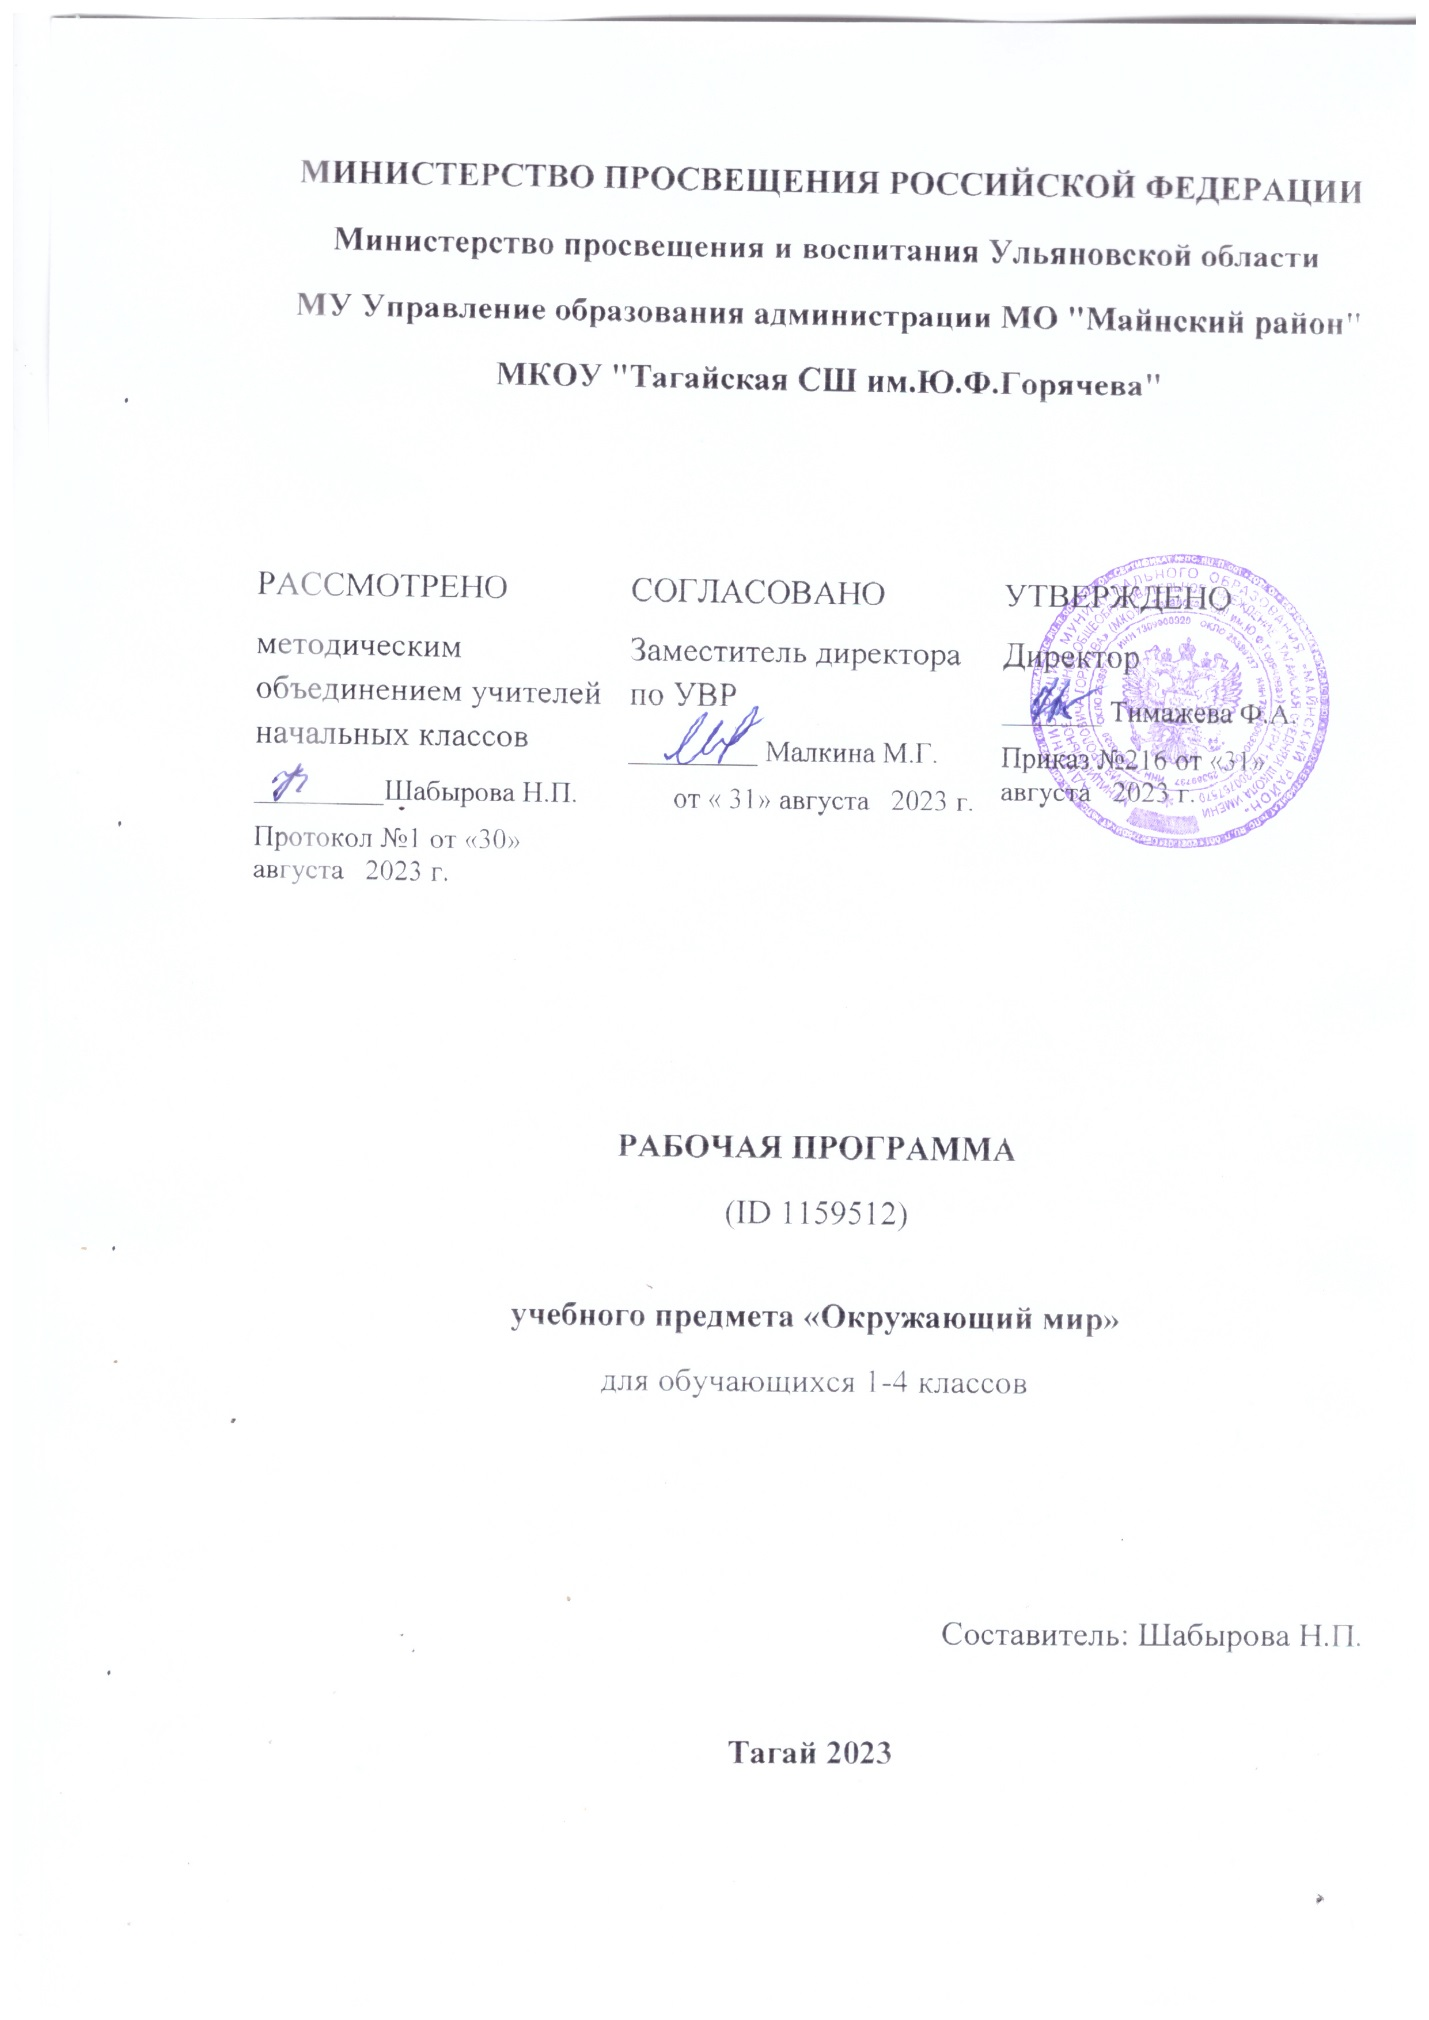 МИНИСТЕРСТВО ПРОСВЕЩЕНИЯ РОССИЙСКОЙ ФЕДЕРАЦИИ
Министерство просвещения и воспитания Ульяновской области
МУ Управление образования администрации МО "Майнский район"
МКОУ "Тагайская СШ им.Ю.Ф.Горячева"
РАССМОТРЕНО
методическим
объединением учителей
начальных классов
__________Шабырова Н.П.
Протокол №1 от «30»
августа 2023 г.
СОГЛАСОВАНО
Заместитель директора
по УВР
__________ Малкина М.Г.
от « 31» августа 2023 г.
УТВЕРЖДЕНО
Директор
________ Тимажева Ф.А.
Приказ №216 от «31»
августа 2023 г.
РАБОЧАЯ ПРОГРАММА
(ID 1159512)
учебного предмета «Окружающий мир»
для обучающихся 1-4 классов
Составитель: Шабырова Н.П.
Тагай 2023